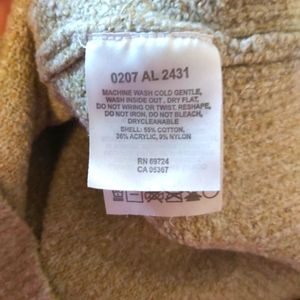 0207 AL 2431
MACHINE WASH COLD GENTLE,
WASH INSIDE OUT, DRY FLAT,
DO NOT WRING OR TWIST, RESHAPE,
DO NOT IRON, DO NOT BLEACH,
DRYCLEANABLE
SHELL: 55% COTTON,
36% ACRYLIC, 9% NYLON
RN 69724
CA 05367